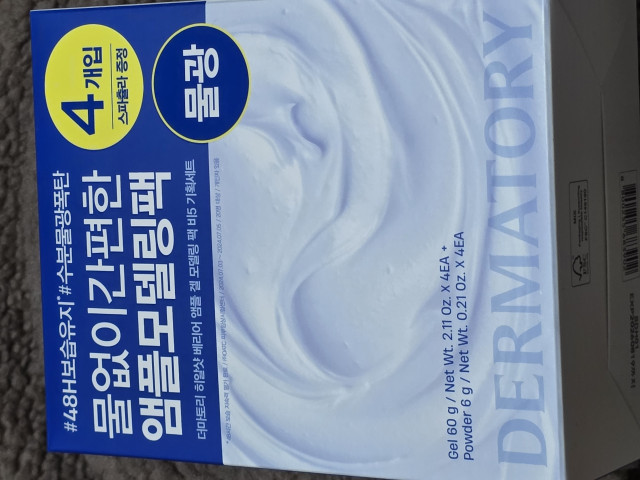 #48H보습유지*#수분물광폭탄
물없이간편한
앰플모델링팩
더마토리 히알샷 베리어 앰플 겔 모델링 팩 비5 기획세트
4개입
스파츌라 증정
물광
Gel 60 g / Net Wt. 2.11 Oz. X 4EA +
Powder 6 g / Net Wt. 0.21 Oz. X 4EA
DERMATORY